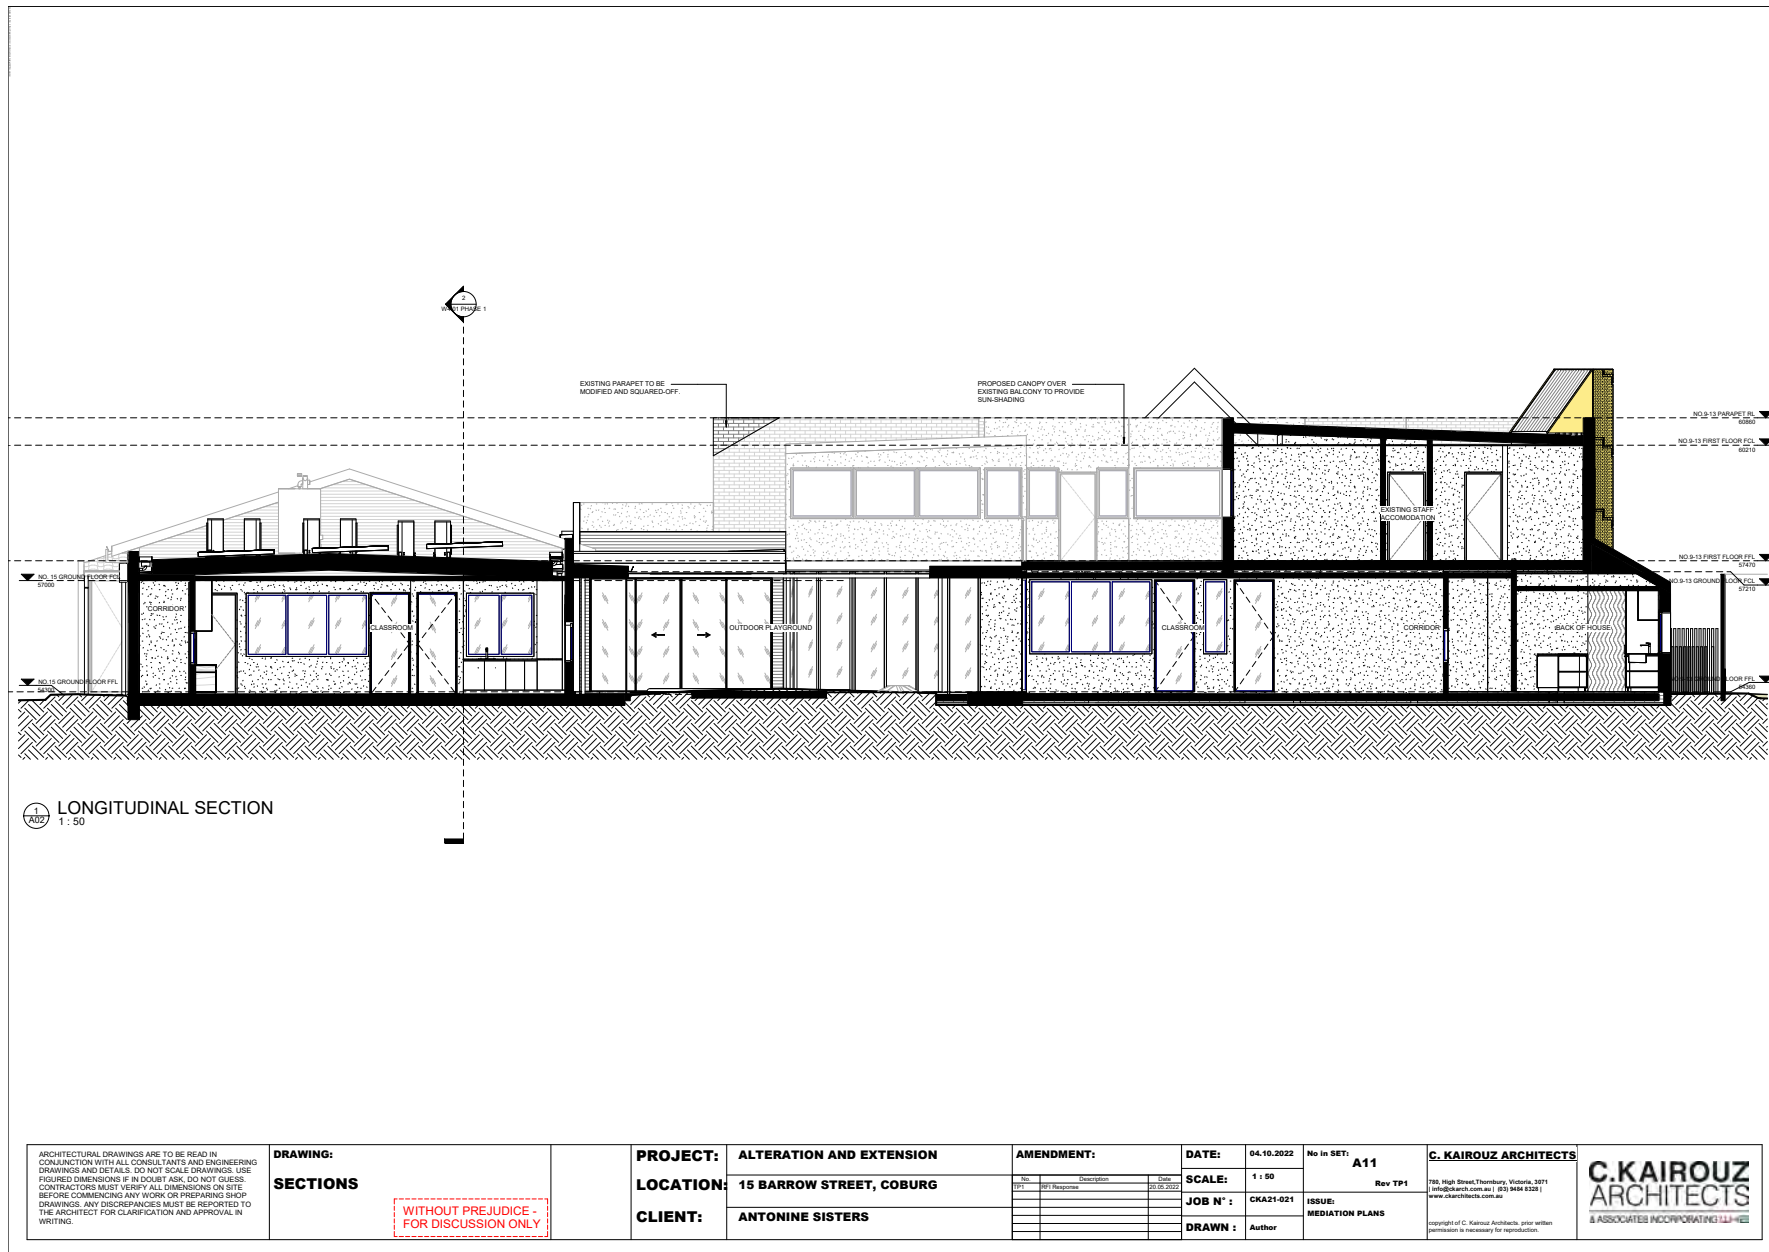 2
EXISTING PARAPET TO BE
MODIFIED AND SQUARED-OFF.
PROPOSED CANOPY OVER
EXISTING BALCONY TO PROVIDE
SUN-SHADING
NO.9-13 PARAPET RL
60860
NO.9-13 FIRST FLOOR FCL
60210
EXISTING STAFF
ACCOMODATION
NO.9-13 FIRST FLOOR FFL
57470
NO. 15 GROUND FLOOR FCL
57000
NO.9-13 GROUND FLOOR FCL
57210
CORRIDOR
CLASSROOM
OUTDOOR PLAYGROUND
CLASSROOM
CORRIDOR
BACK OF HOUSE
NO.15 GROUND FLOOR FFL
GROUND FLOOR FFL
1
A02
LONGITUDINAL SECTION
1 : 50
ARCHITECTURAL DRAWINGS ARE TO BE READ IN
CONJUNCTION WITH ALL CONSULTANTS AND ENGINEERING
DRAWINGS AND DETAILS. DO NOT SCALE DRAWINGS. USE
FIGURED DIMENSIONS IF IN DOUBT ASK, DO NOT GUESS.
CONTRACTORS MUST VERIFY ALL DIMENSIONS ON SITE
BEFORE COMMENCING ANY WORK OR PREPARING SHOP
DRAWINGS. ANY DISCREPANCIES MUST BE REPORTED TO
THE ARCHITECT FOR CLARIFICATION AND APPROVAL IN
WRITING.
DRAWING:
SECTIONS
WITHOUT PREJUDICE -
FOR DISCUSSION ONLY
PROJECT: ALTERATION AND EXTENSION
LOCATION: 15 BARROW STREET, COBURG
CLIENT: ANTONINE SISTERS
AMENDMENT:
No. Description Date
TP1 RFI Response 20.05.2022
DATE: 04.10.2022
SCALE: 1 : 50
JOB N° : CKA21-021
DRAWN : Author
No in SET:
A11
Rev TP1
ISSUE:
MEDIATION PLANS
C. KAIROUZ ARCHITECTS
780, High Street,Thornbury, Victoria, 3071
| info@ckarch.com.au | (03) 9484 8328 |
www.ckarchitects.com.au
copyright of C. Kairouz Architects. prior written
permission is necessary for reproduction.
C.KAIROUZ
ARCHITECTS
& ASSOCIATES INCORPORATING